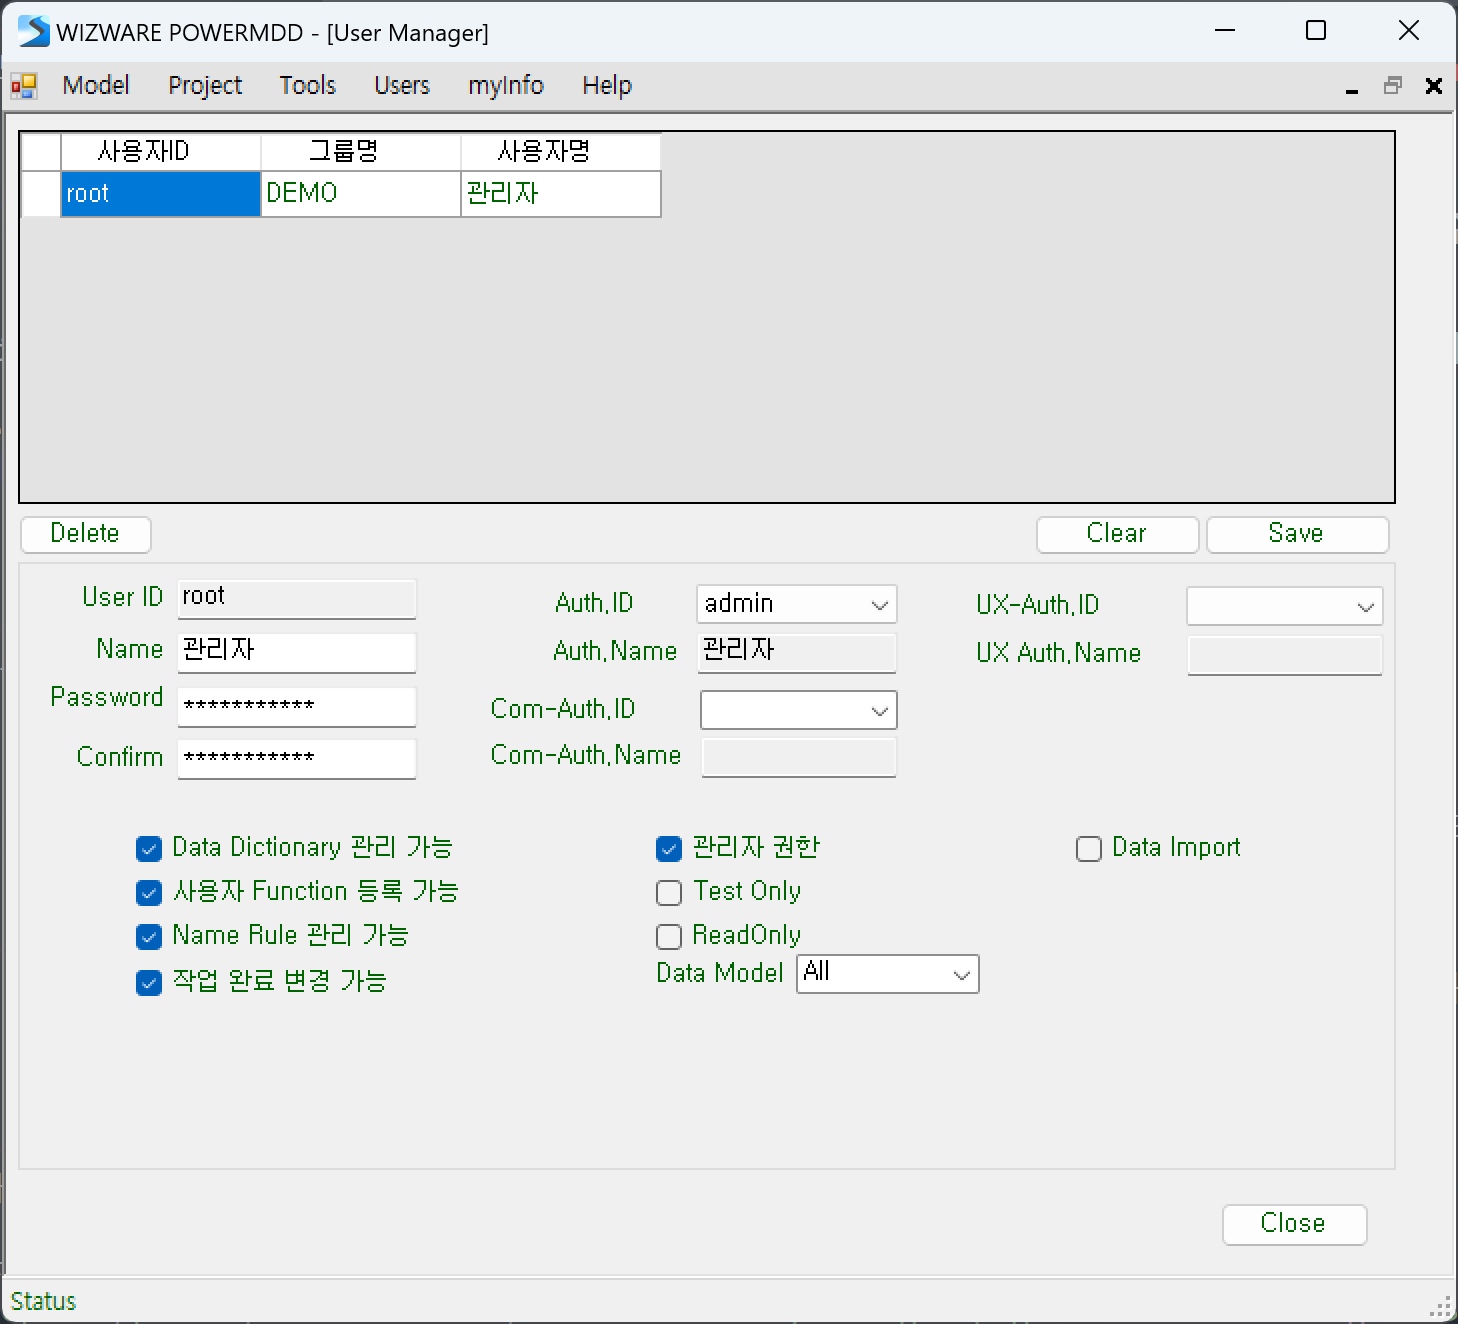 WIZWARE POWERMDD - [User Manager]
Model Project Tools Users myInfo Help
사용자ID 그룹명 사용자명
root DEMO 관리자
Delete Clear Save
User ID root Auth,ID admin UX-Auth,ID
Name 관리자 Auth,Name 관리자 UX Auth,Name
Password *********** Com-Auth,ID
Confirm *********** Com-Auth,Name
Data Dictionary 관리 가능 관리자 권한 Data Import
사용자 Function 등록 가능 Test Only
Name Rule 관리 가능 ReadOnly
작업 완료 변경 가능 Data Model All
Close
Status